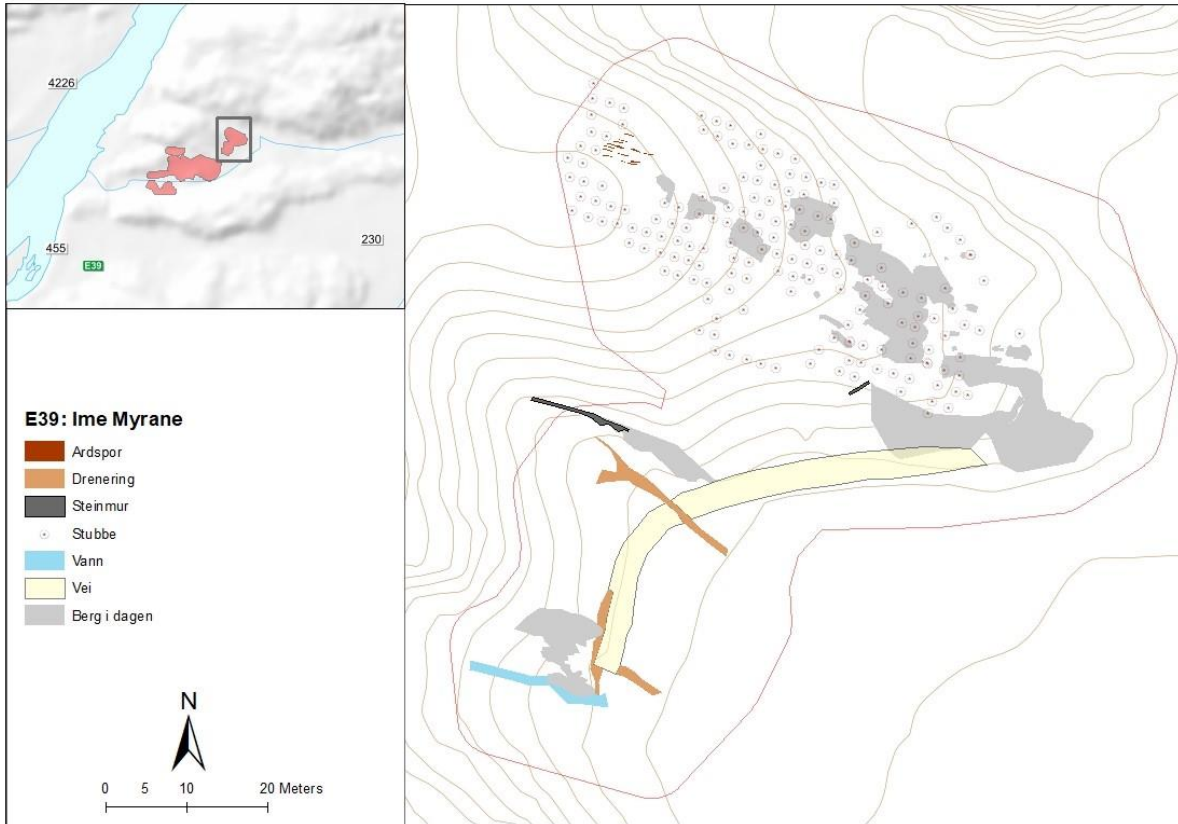 4226
455
E39
230
E39: Ime Myrane
Ardspor
Drenering
Steinmur
Stubbe
Vann
Vei
Berg i dagen
N
0 5 10 20 Meters